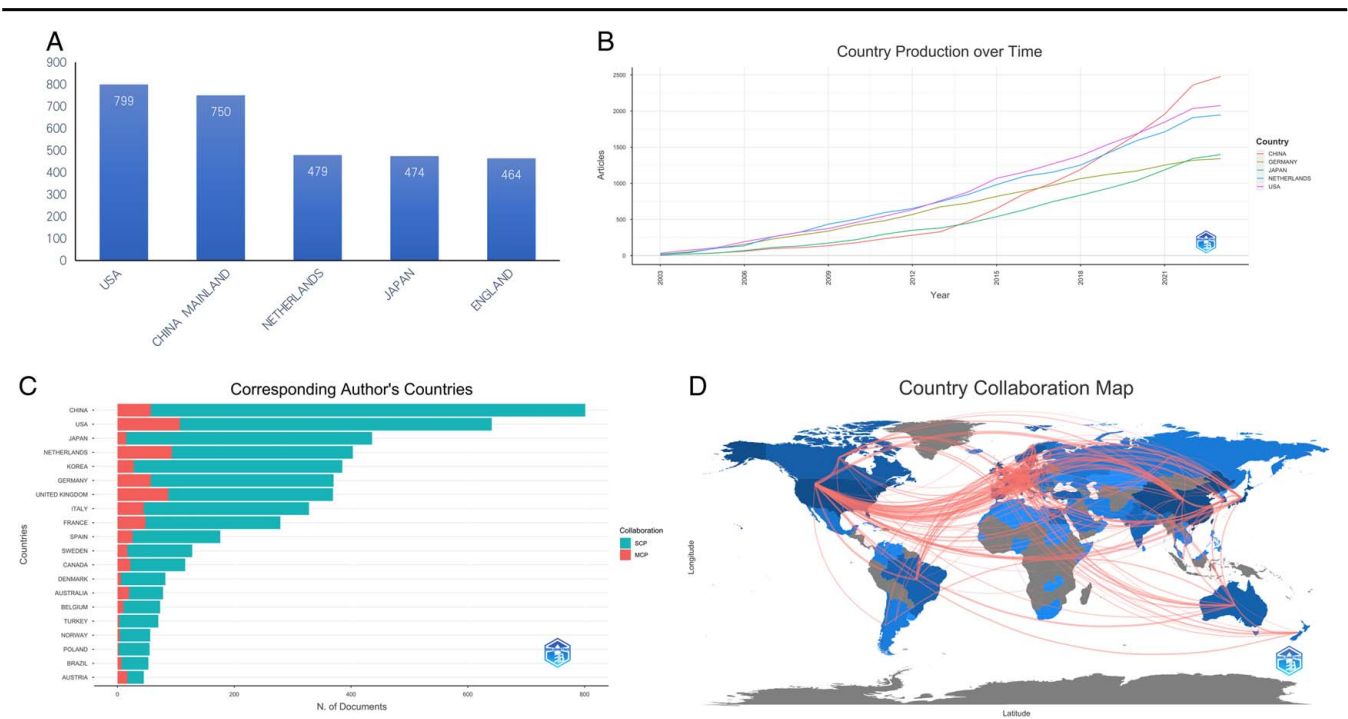 A
900
800
700
600
500
400
300
200
100
0
799
750
479
474
464
USA
CHINA MAINLAND
NETHERLANDS
JAPAN
ENGLAND
B
Country Production over Time
Articles
2500
2000
1500
1000
500
0
2003
2006
2009
2012
2015
2018
2021
Year
Country
CHINA
GERMANY
JAPAN
NETHERLANDS
USA
C
Corresponding Author's Countries
Countries
CHINA
USA
JAPAN
NETHERLANDS
KOREA
GERMANY
UNITED KINGDOM
ITALY
FRANCE
SPAIN
SWEDEN
CANADA
DENMARK
AUSTRALIA
BELGIUM
TURKEY
NORWAY
POLAND
BRAZIL
AUSTRIA
0
200
400
600
800
N. of Documents
Collaboration
SCP
MCP
D
Country Collaboration Map
Longitude
Latitude